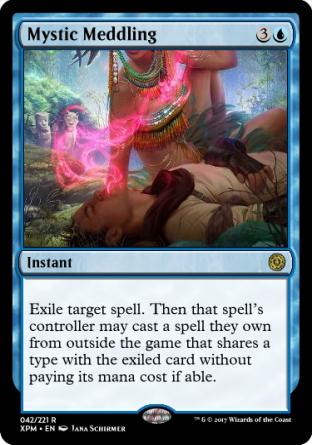 Mystic Meddling 3
Instant
Exile target spell. Then that spell's
controller may cast a spell they own
from outside the game that shares a
type with the exiled card without
paying its mana cost if able.
042/221 R
XPM • EN Jana Schirmer
™ & © 2017 Wizards of the Coast